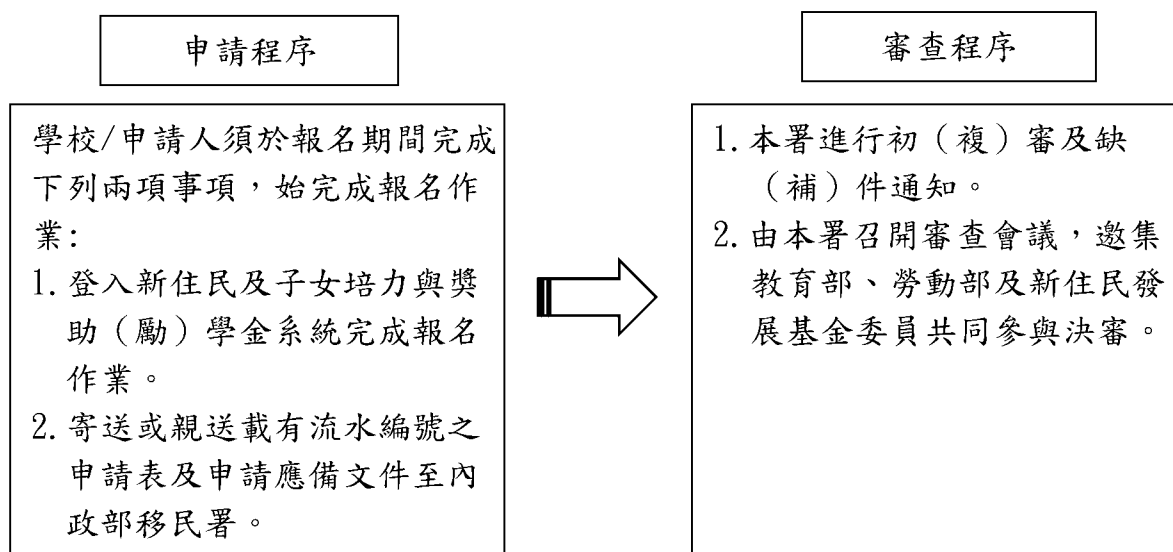 申請程序
學校/申請人須於報名期間完成
下列兩項事項，始完成報名作
業:
1. 登入新住民及子女培力與獎
助（勵）學金系統完成報名
作業。
2. 寄送或親送載有流水編號之
申請表及申請應備文件至內
政部移民署。
審查程序
1. 本署進行初（複）審及缺
（補）件通知。
2. 由本署召開審查會議，邀集
教育部、勞動部及新住民發
展基金委員共同參與決審。